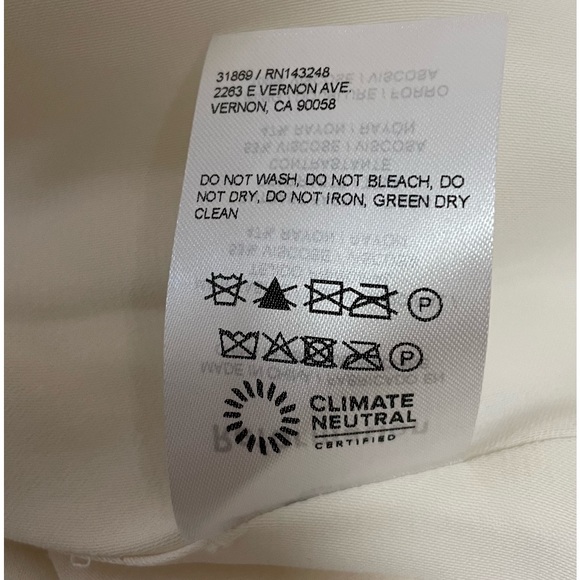 31869 / RN143248
2263 E VERNON AVE.
VERNON, CA 90058
DO NOT WASH, DO NOT BLEACH, DO
NOT DRY, DO NOT IRON, GREEN DRY
CLEAN
P
P
CLIMATE
NEUTRAL
CERTIFIED